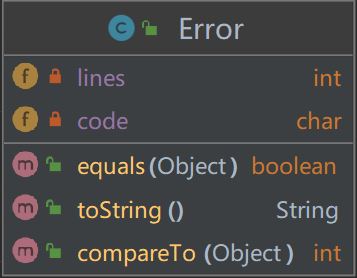 C Error
f lines int
f code char
m equals(Object) boolean
m toString() String
m compareTo (Object) int